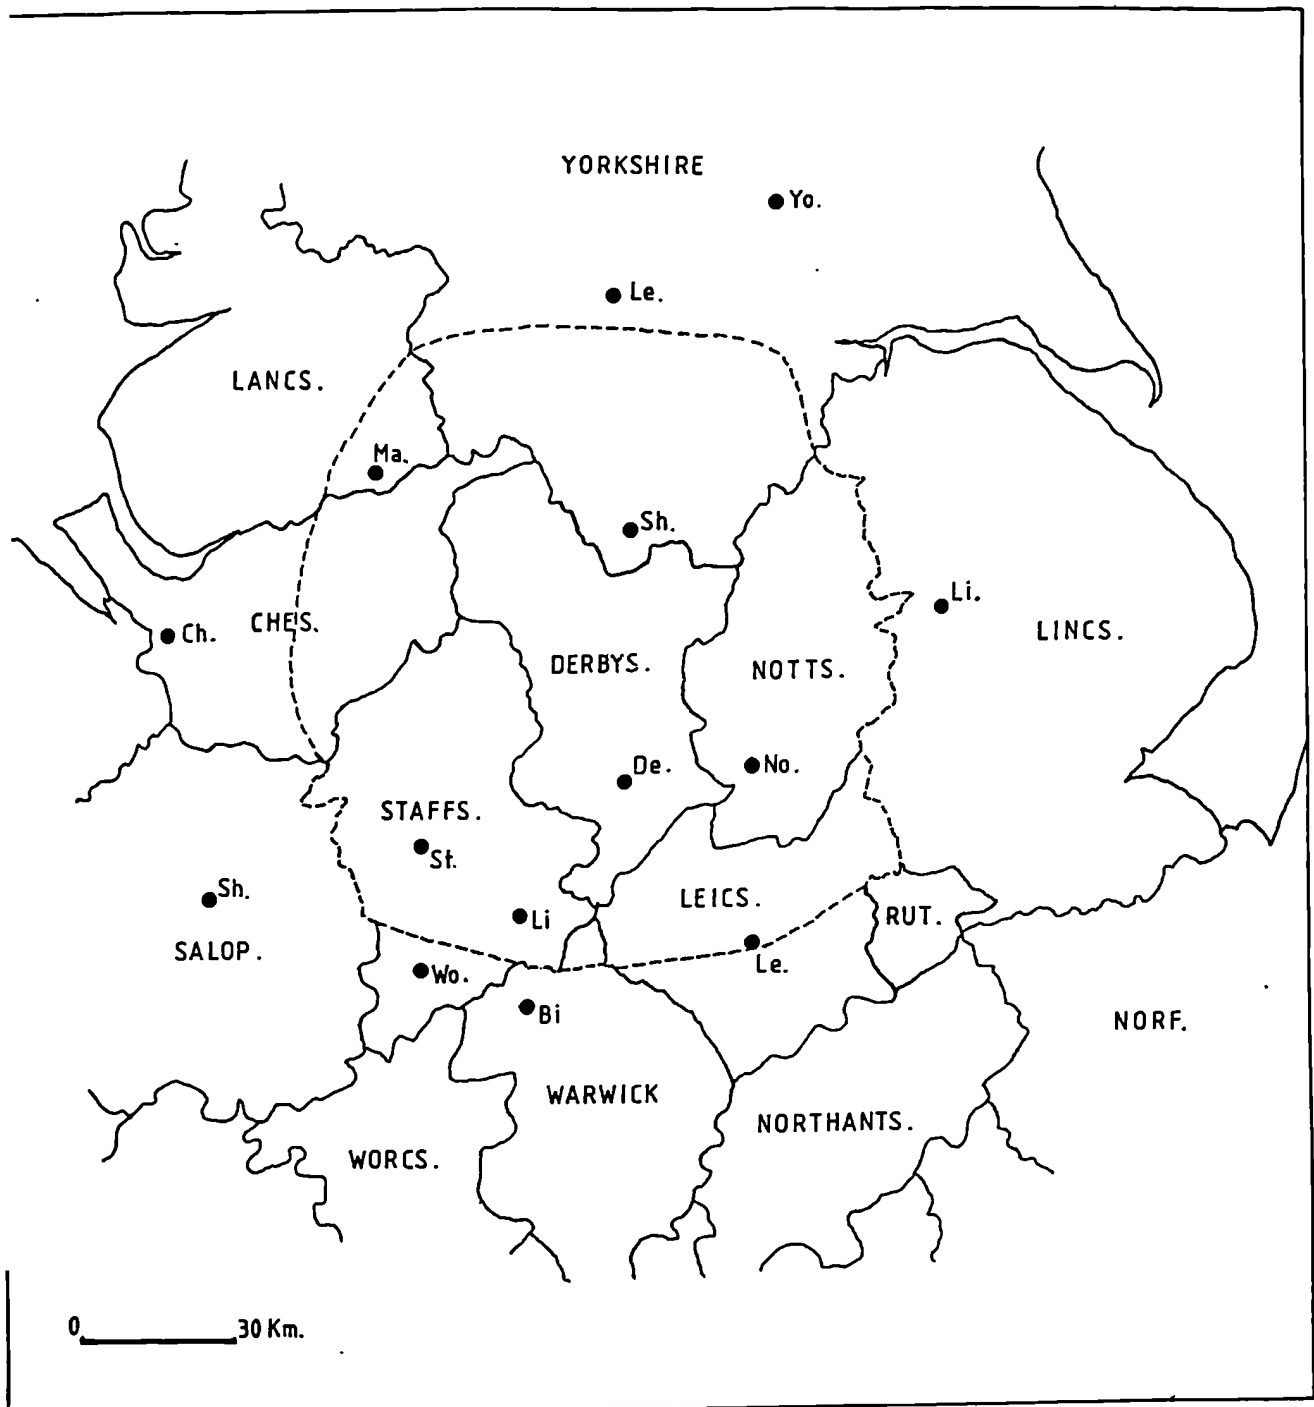 YORKSHIRE
Yo.
Le.
LANCS.
Ma.
Sh.
Li.
Ch.
CHES.
LINCS.
DERBYS.
NOTTS.
De.
No.
STAFFS.
St.
Sh.
Li
LEICS.
RUT.
SALOP.
Wo.
Le.
Bi
NORF.
WARWICK
NORTHANTS.
WORCS.
0 30 Km.